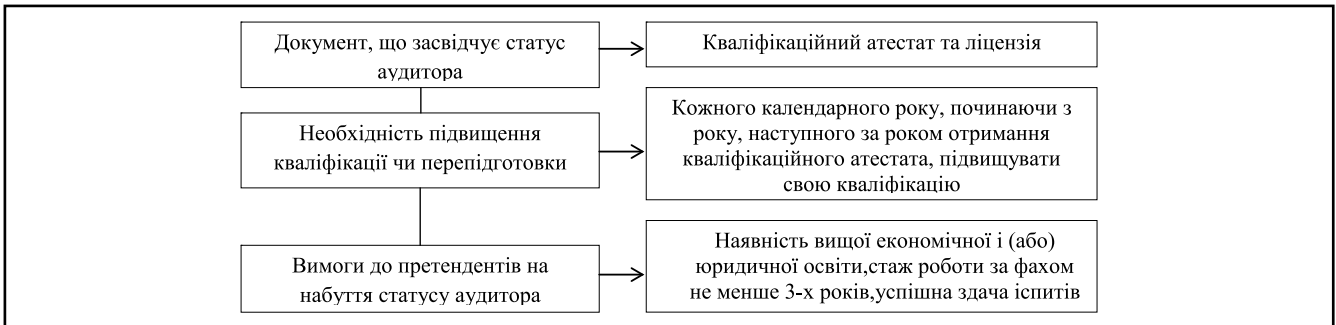 Документ, що засвідчує статус
аудитора
Кваліфікаційний атестат та ліцензія
Необхідність підвищення
кваліфікації чи перепідготовки
Кожного календарного року, починаючи з
року, наступного за роком отримання
кваліфікаційного атестата, підвищувати
свою кваліфікацію
Вимоги до претендентів на
набуття статусу аудитора
Наявність вищої економічної і (або)
юридичної освіти,стаж роботи за фахом
не менше 3-х років,успішна здача іспитів